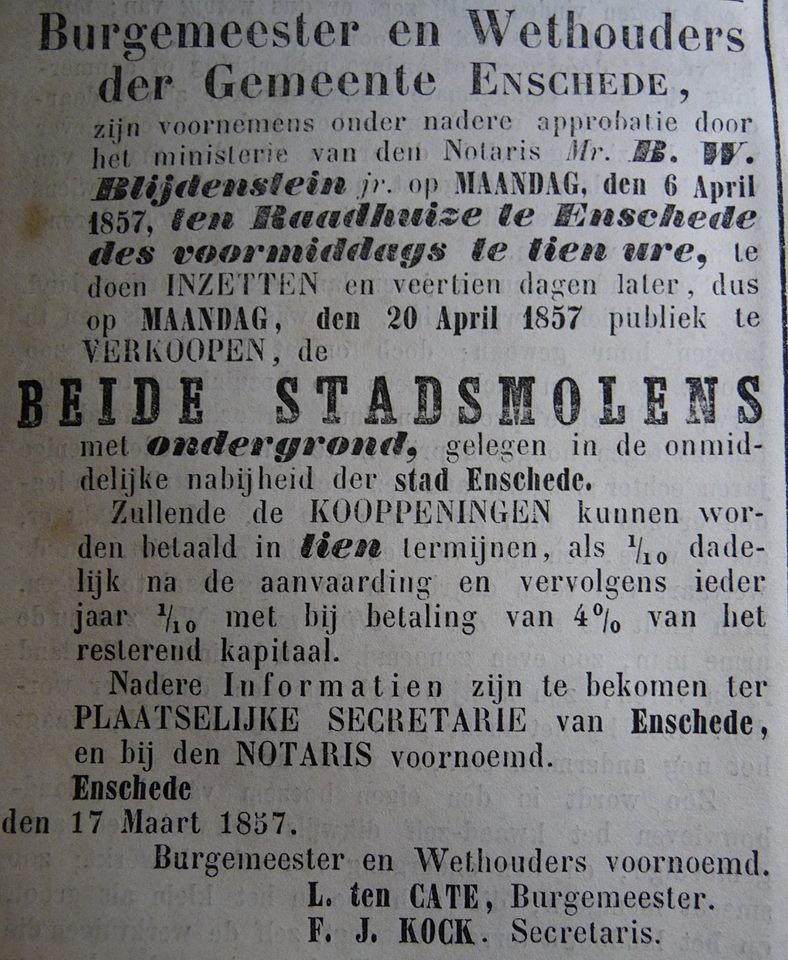 Burgemeester en Wethouders
der Gemeente ENSCHEDE,
zijn voornemens onder nadere approbatie door
het ministerie van den Notaris Mr. B. W.
Blijdenstein jr. op MAANDAG, den 6 April
1857, ten Raadhuize te Enschede
des voormiddags te tien ure, te
doen INZETTEN en veertien dagen later, dus
op MAANDAG, den 20 April 1857 publiek te
VERKOOPEN, de
BEIDE STADSMOLENS
met ondergrond, gelegen in de onmid-
delijke nabijheid der stad Enschede.
Zullende de KOOPPENINGEN kunnen wor-
den betaald in tien termijnen, als 1/10 dade-
lijk na de aanvaarding en vervolgens ieder
jaar 1/10 met bij betaling van 4% van het
resterend kapitaal.
Nadere Informatien zijn te bekomen ter
PLAATSELIJKE SECRETARIE van Enschede,
en bij den NOTARIS voornoemd.
Enschede
den 17 Maart 1857.
Burgemeester en Wethouders voornoemd.
L. ten CATE, Burgemeester.
F. J. KOCK. Secretaris.